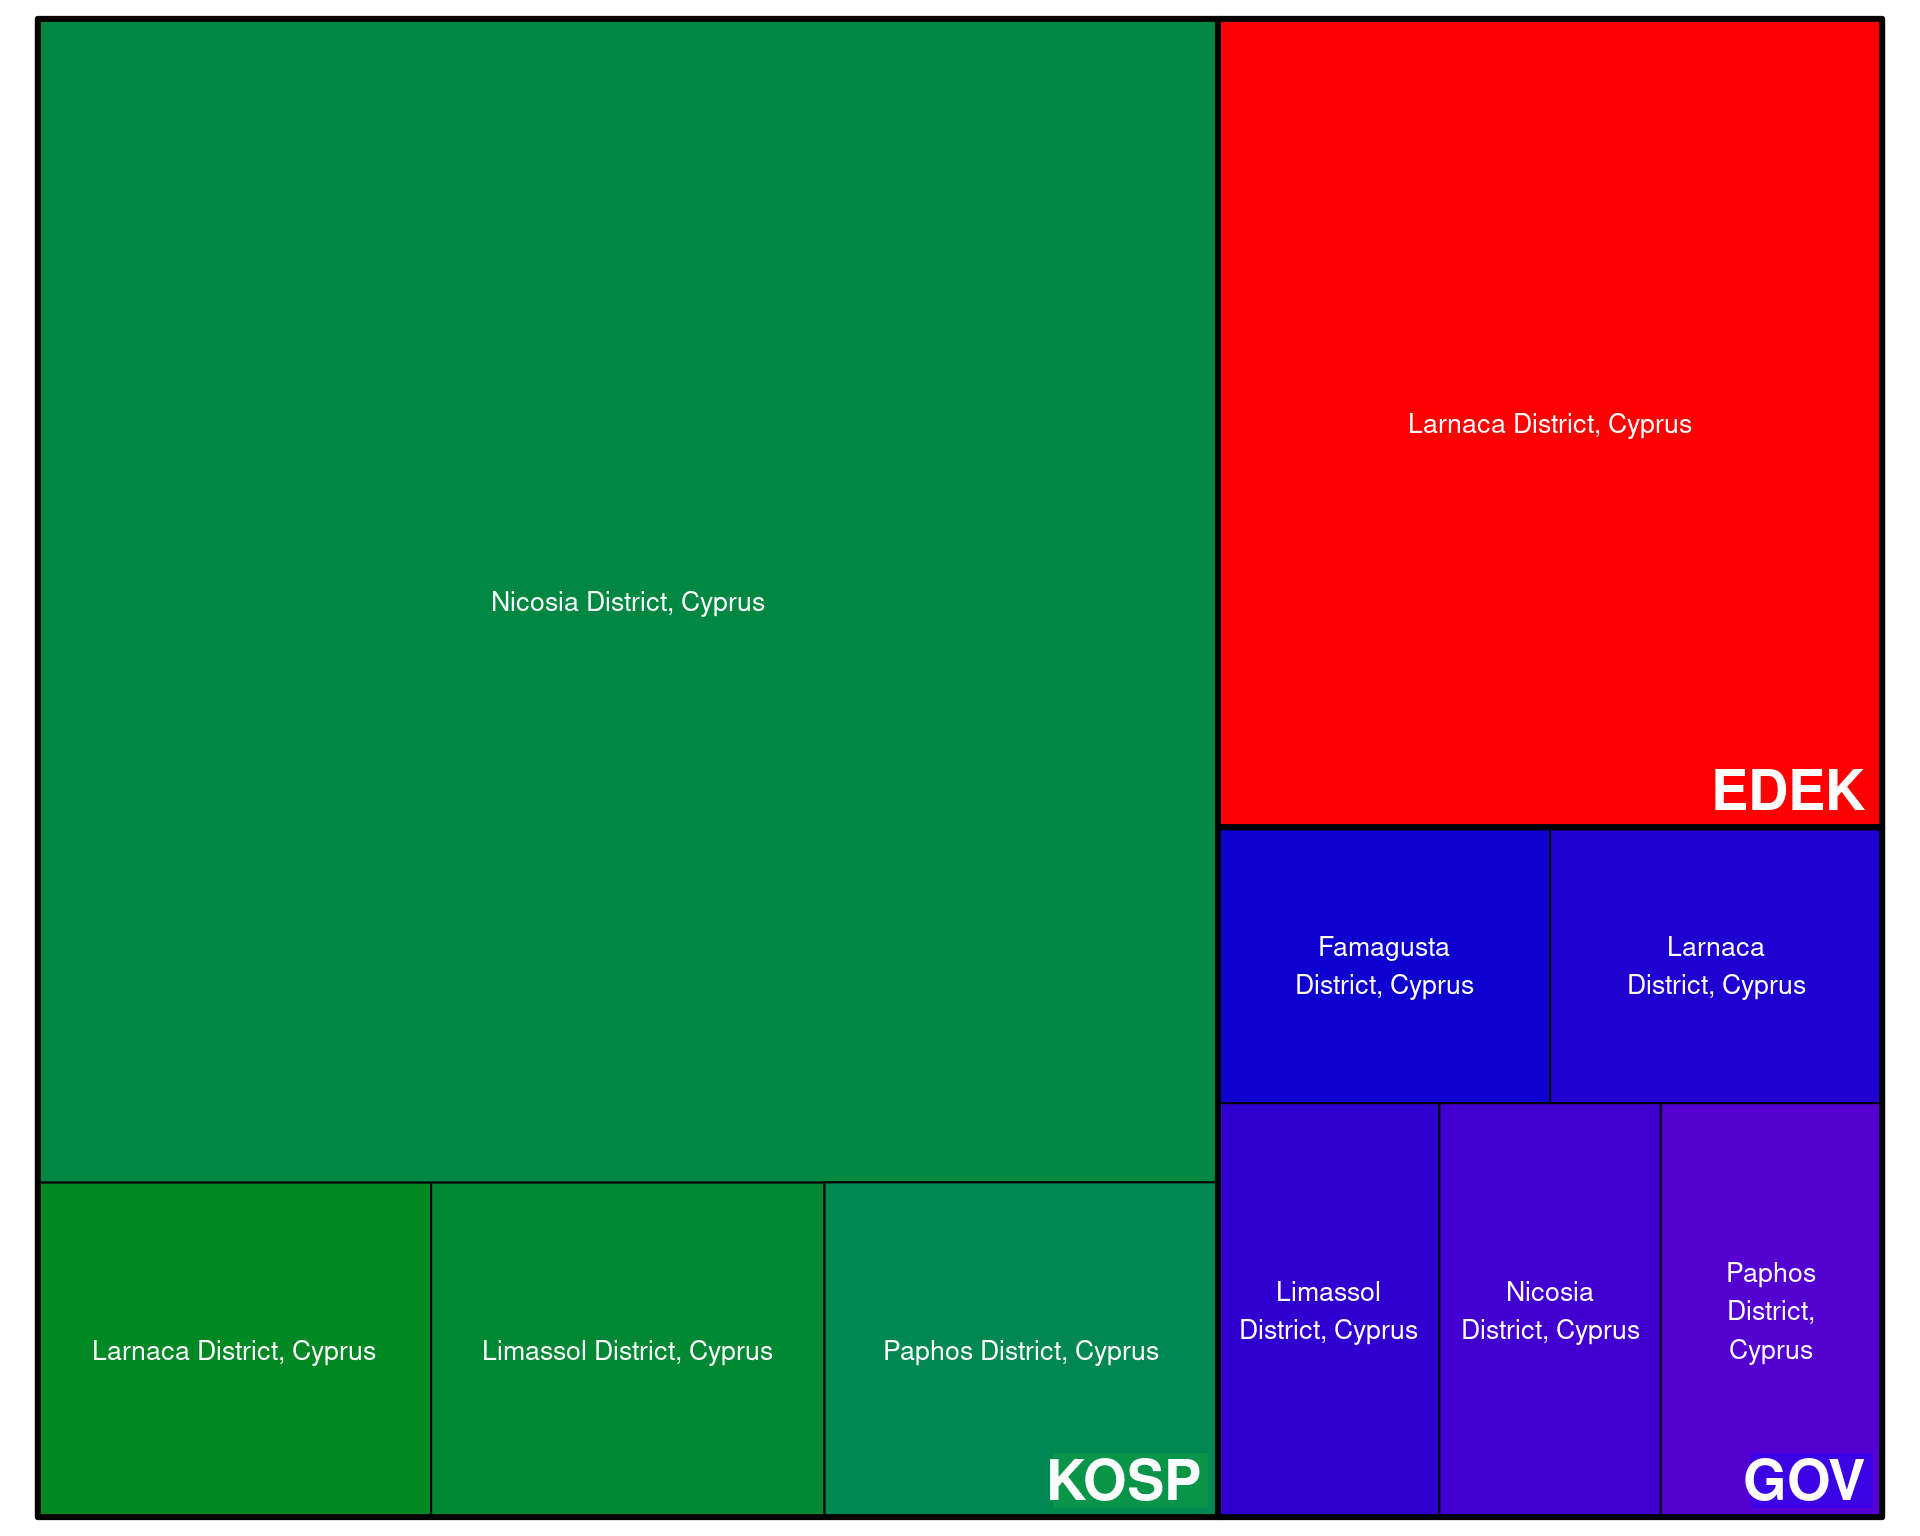 Nicosia District, Cyprus
Larnaca District, Cyprus
Limassol District, Cyprus
Paphos District, Cyprus
KOSP
Larnaca District, Cyprus
EDEK
Famagusta
District, Cyprus
Larnaca
District, Cyprus
Limassol
District, Cyprus
Nicosia
District, Cyprus
Paphos
District,
Cyprus
GOV